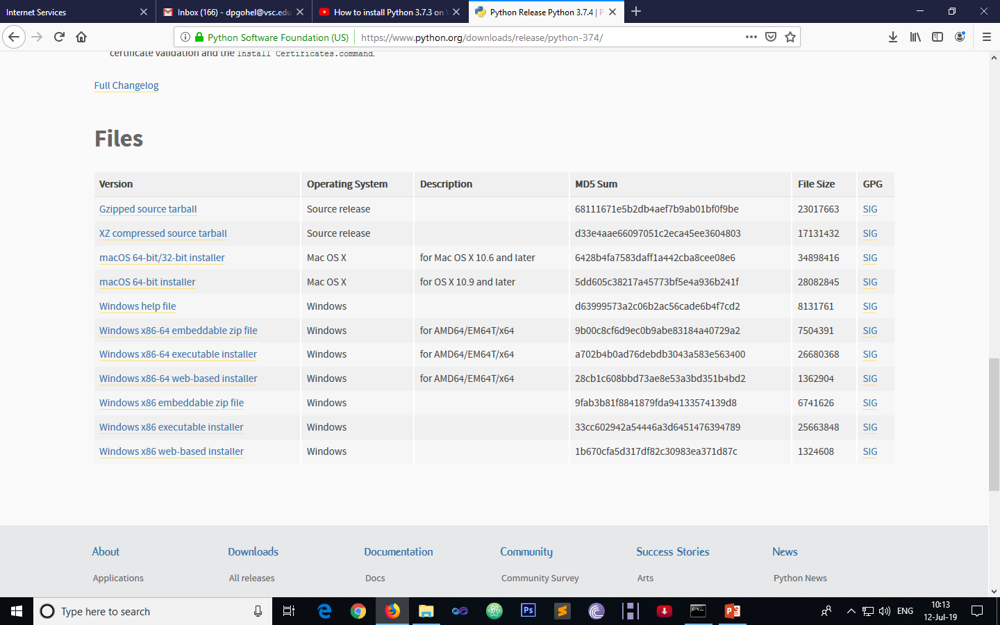 Internet Services
Inbox (166) - dpgohel@vsc.edu
How to install Python 3.7.3 on
Python Release Python 3.7.4 | P
Python Software Foundation (US) https://www.python.org/downloads/release/python-374/
certificate validation and the Install Certificates.command.
Full Changelog
Files
Version Operating System Description MD5 Sum File Size GPG
Gzipped source tarball Source release 68111671e5b2db4aef7b9ab01bf0f9be 23017663 SIG
XZ compressed source tarball Source release d33e4aae66097051c2eca45ee3604803 17131432 SIG
macOS 64-bit/32-bit installer Mac OS X for Mac OS X 10.6 and later 6428b4fa7583daff1a442cba8cee08e6 34898416 SIG
macOS 64-bit installer Mac OS X for OS X 10.9 and later 5dd605c38217a45773bf5e4a936b241f 28082845 SIG
Windows help file Windows d63999573a2c06b2ac56cade6b4f7cd2 8131761 SIG
Windows x86-64 embeddable zip file Windows for AMD64/EM64T/x64 9b00c8cf6d9ec0b9abe83184a40729a2 7504391 SIG
Windows x86-64 executable installer Windows for AMD64/EM64T/x64 a702b4b0ad76debdb3043a583e563400 26680368 SIG
Windows x86-64 web-based installer Windows for AMD64/EM64T/x64 28cb1c608bbd73ae8e53a3bd351b4bd2 1362904 SIG
Windows x86 embeddable zip file Windows 9fab3b81f8841879fda94133574139d8 6741626 SIG
Windows x86 executable installer Windows 33cc602942a54446a3d6451476394789 25663848 SIG
Windows x86 web-based installer Windows 1b670cfa5d317df82c30983ea371d87c 1324608 SIG
About Downloads Documentation Community Success Stories News
Applications All releases Docs Community Survey Arts Python News
Type here to search
Ps
ENG
10:13
12-Jul-19